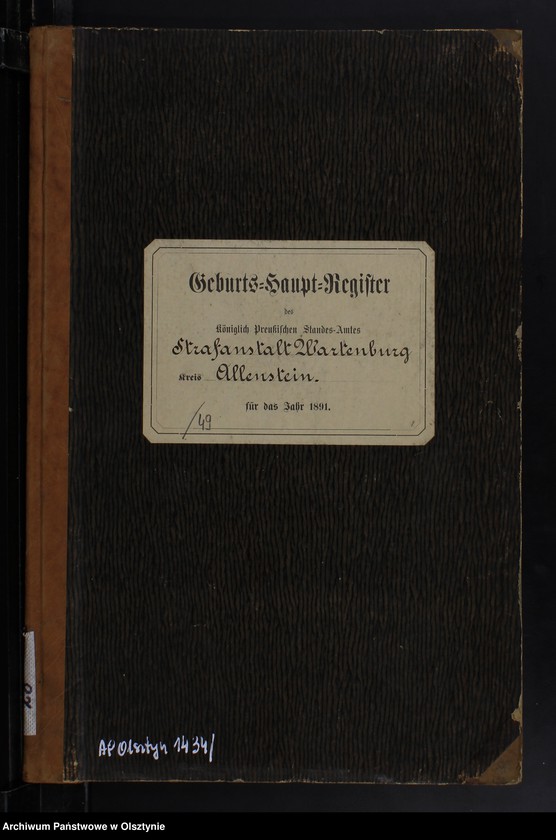 Geburts-Haupt-Register
des
Königlich Preußischen Standes-Amtes
Strafanstalt Wartenburg
Kreis Allenstein.
für das Jahr 1891.
/49
AP Olsztyn 1434/
Archiwum Państwowe w Olsztynie